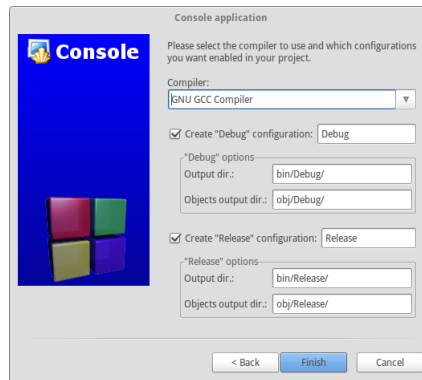 Console application
Console
Please select the compiler to use and which configurations
you want enabled in your project.
Compiler:
GNU GCC Compiler
Create "Debug" configuration: Debug
"Debug" options
Output dir.: bin/Debug/
Objects output dir.: obj/Debug/
Create "Release" configuration: Release
"Release" options
Output dir.: bin/Release/
Objects output dir.: obj/Release/
< Back Finish Cancel